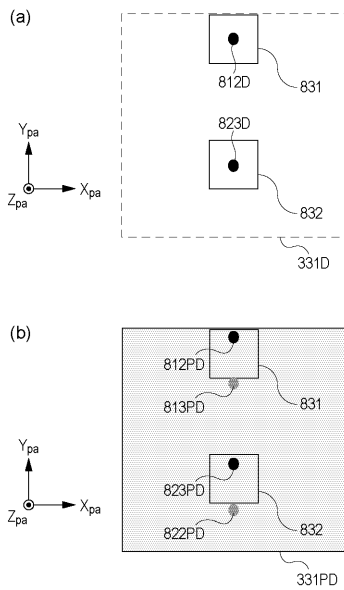 (a)
812D
831
823D
Ypa
Xpa
Zpa
832
331D
(b)
812PD
813PD
831
Ypa
Xpa
Zpa
823PD
822PD
832
331PD